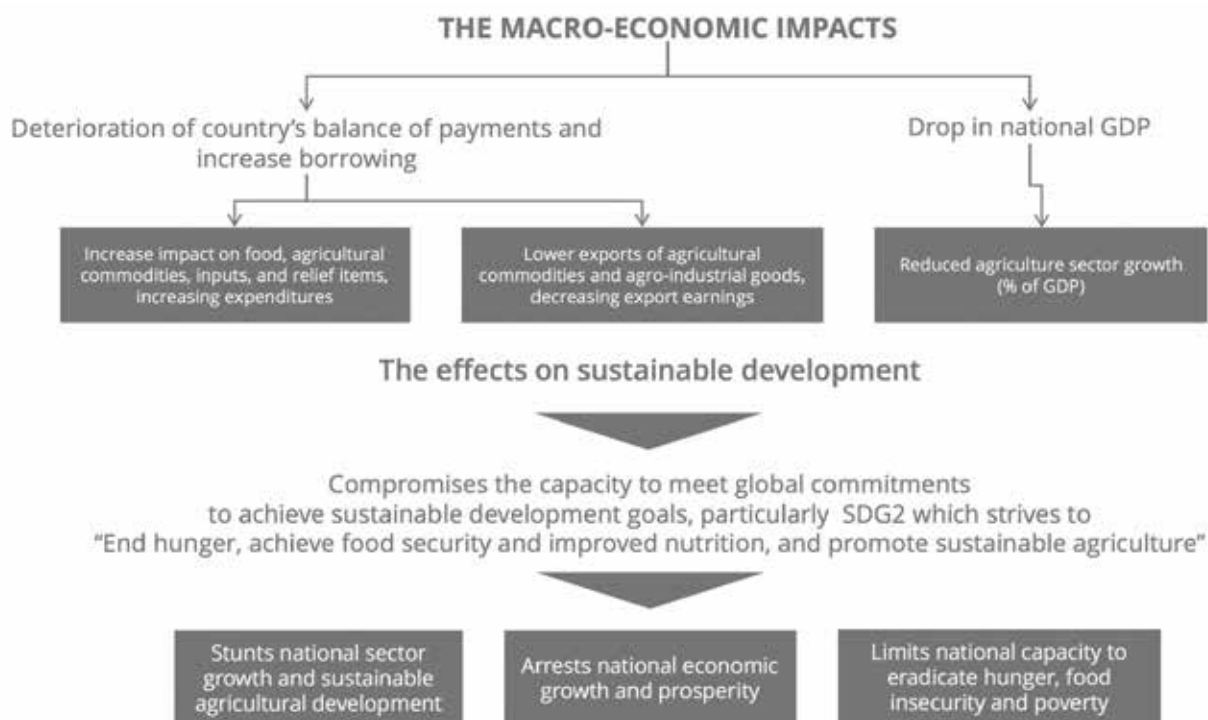 THE MACRO-ECONOMIC IMPACTS
Deterioration of country's balance of payments and
increase borrowing
Drop in national GDP
Increase impact on food, agricultural
commodities, inputs, and relief items,
increasing expenditures
Lower exports of agricultural
commodities and agro-industrial goods,
decreasing export earnings
Reduced agriculture sector growth
(% of GDP)
The effects on sustainable development
Compromises the capacity to meet global commitments
to achieve sustainable development goals, particularly SDG2 which strives to
"End hunger, achieve food security and improved nutrition, and promote sustainable agriculture"
Stunts national sector
growth and sustainable
agricultural development
Arrests national economic
growth and prosperity
Limits national capacity to
eradicate hunger, food
insecurity and poverty